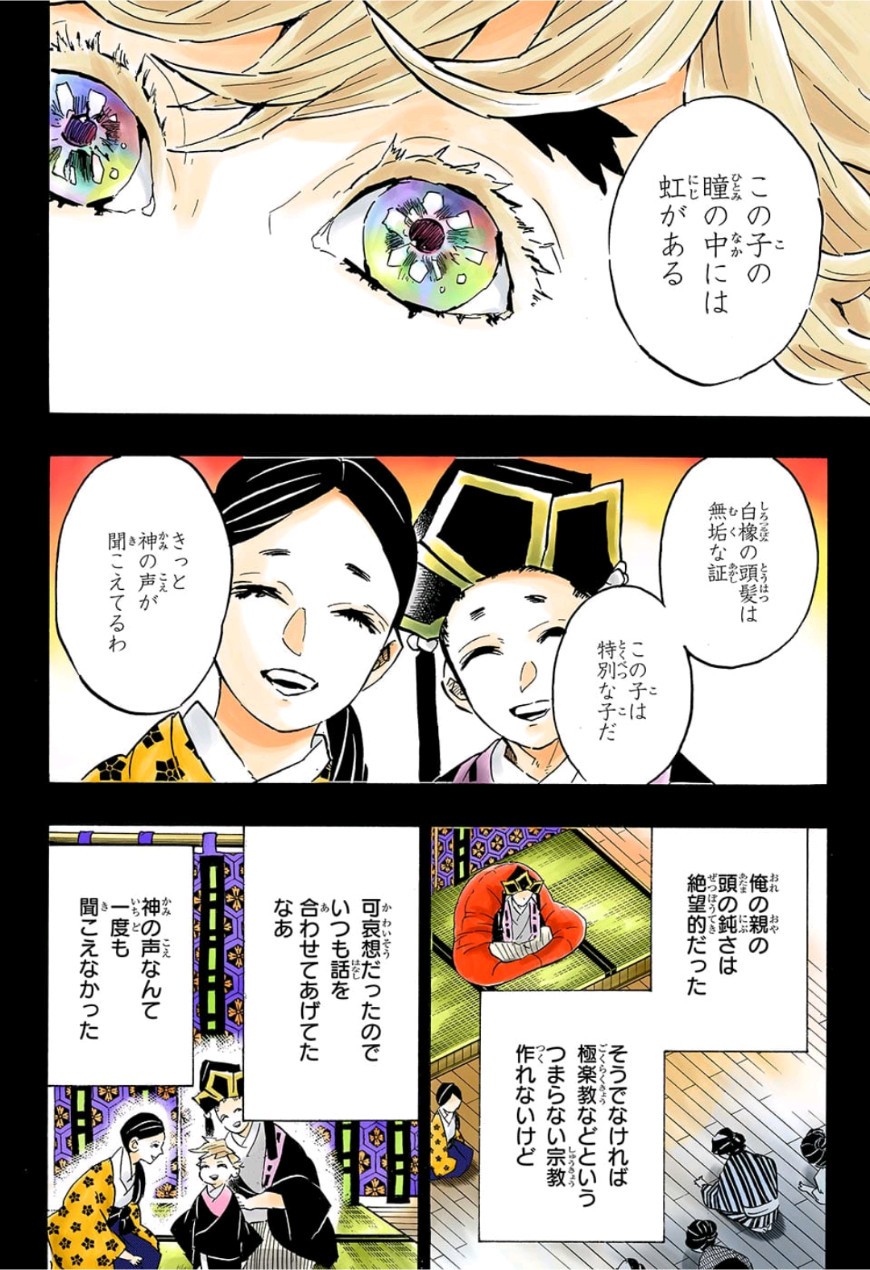 この子の
瞳の中には
虹がある
白橡の頭髪は
無垢な証
この子は
特別な子だ
きっと
神の声が
聞こえてるわ
俺の親の
頭の鈍さは
絶望的だった
そうでなければ
極楽教などという
つまらない宗教
作れないけど
可哀想だったので
いつも話を
合わせてあげてた
なあ
神の声なんて
一度も
聞こえなかった